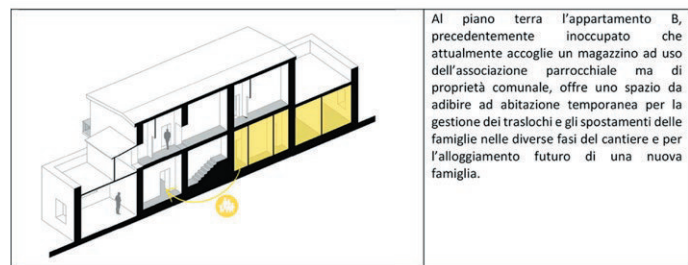 Al piano terra l’appartamento B,
precedentemente inoccupato che
attualmente accoglie un magazzino ad uso
dell’associazione parrocchiale ma di
proprietà comunale, offre uno spazio da
adibire ad abitazione temporanea per la
gestione dei traslochi e gli spostamenti delle
famiglie nelle diverse fasi del cantiere e per
l’alloggiamento futuro di una nuova
famiglia.